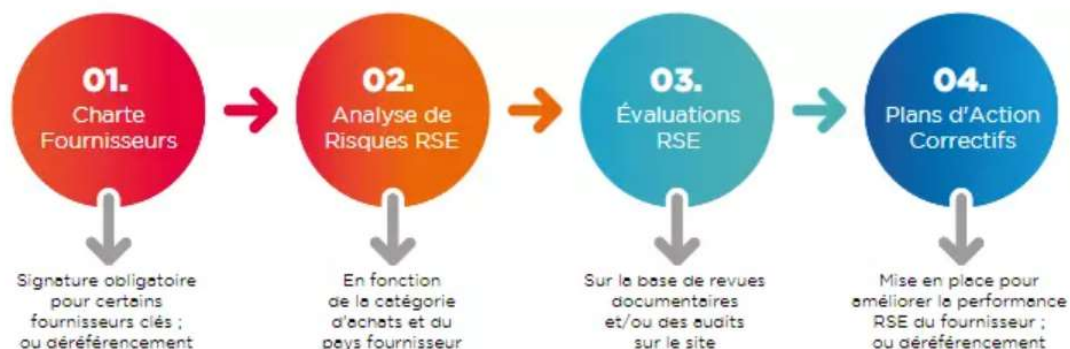 01.
Charte
Fournisseurs
02.
Analyse de
Risques RSE
03.
Évaluations
RSE
04.
Plans d'Action
Correctifs
Signature obligatoire
pour certains
fournisseurs clés ;
ou déréférencement
En fonction
de la catégorie
d'achats et du
pays fournisseur
Sur la base de revues
documentaires
et/ou des audits
sur le site
Mise en place pour
améliorer la performance
RSE du fournisseur ;
ou déréférencement